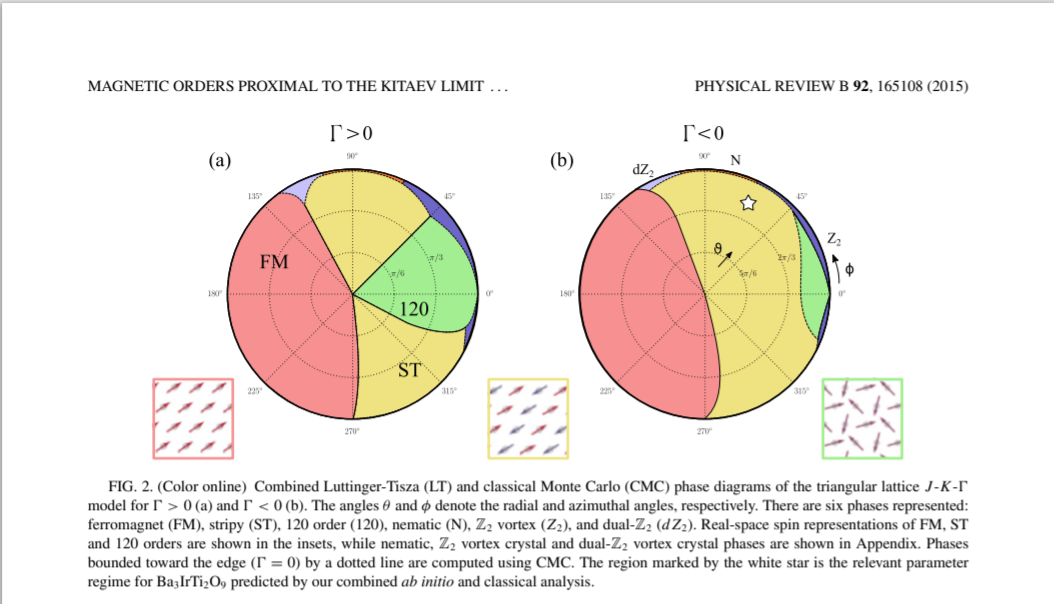 MAGNETIC ORDERS PROXIMAL TO THE KITAEV LIMIT . . .
PHYSICAL REVIEW B 92, 165108 (2015)
Γ>0
Γ<0
(a)
90°
135°
45°
FM
π/3
π/6
180°
0°
120
ST
225°
315°
270°
(b)
90°
N
dZ₂
135°
45°
Z₂
ϑ
2π/3
5π/6
ϕ
180°
0°
225°
315°
270°
FIG. 2. (Color online) Combined Luttinger-Tisza (LT) and classical Monte Carlo (CMC) phase diagrams of the triangular lattice J-K-Γ
model for Γ > 0 (a) and Γ < 0 (b). The angles θ and ϕ denote the radial and azimuthal angles, respectively. There are six phases represented:
ferromagnet (FM), stripy (ST), 120 order (120), nematic (N), ℤ₂ vortex (Z₂), and dual-ℤ₂ (dZ₂). Real-space spin representations of FM, ST
and 120 orders are shown in the insets, while nematic, ℤ₂ vortex crystal and dual-ℤ₂ vortex crystal phases are shown in Appendix. Phases
bounded toward the edge (Γ = 0) by a dotted line are computed using CMC. The region marked by the white star is the relevant parameter
regime for Ba₃IrTi₂O₉ predicted by our combined ab initio and classical analysis.